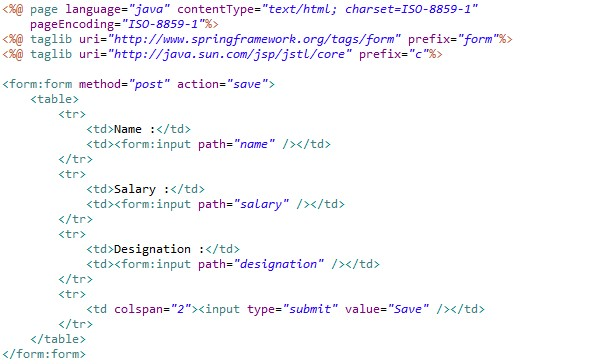 <%@ page language="java" contentType="text/html; charset=ISO-8859-1"
    pageEncoding="ISO-8859-1"%>
<%@ taglib uri="http://www.springframework.org/tags/form" prefix="form"%>
<%@ taglib uri="http://java.sun.com/jsp/jstl/core" prefix="c"%>

<form:form method="post" action="save">
    <table>
        <tr>
            <td>Name :</td>
            <td><form:input path="name" /></td>
        </tr>
        <tr>
            <td>Salary :</td>
            <td><form:input path="salary" /></td>
        </tr>
        <tr>
            <td>Designation :</td>
            <td><form:input path="designation" /></td>
        </tr>
        <tr>
            <td colspan="2"><input type="submit" value="Save" /></td>
        </tr>
    </table>
</form:form>